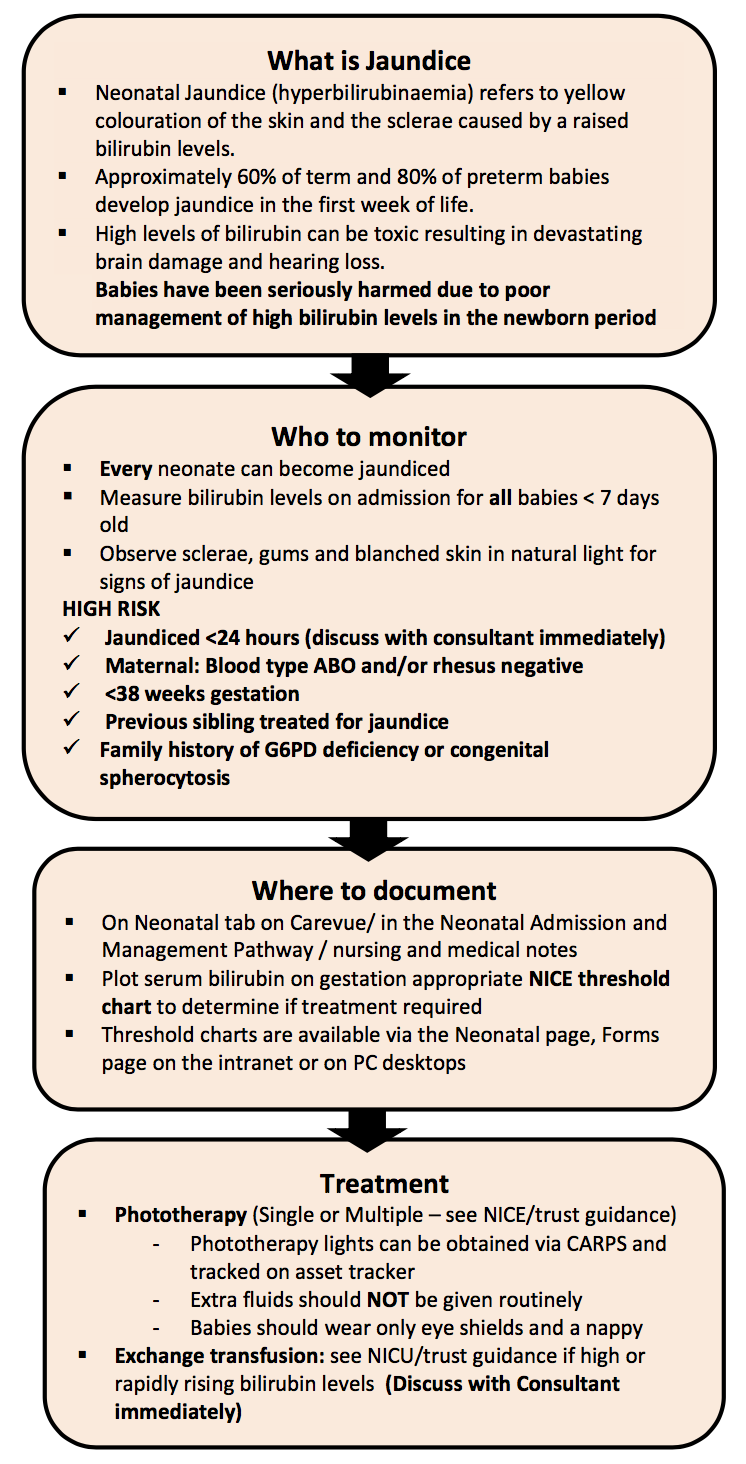 What is Jaundice
▪ Neonatal Jaundice (hyperbilirubinaemia) refers to yellow
colouration of the skin and the sclerae caused by a raised
bilirubin levels.
▪ Approximately 60% of term and 80% of preterm babies
develop jaundice in the first week of life.
▪ High levels of bilirubin can be toxic resulting in devastating
brain damage and hearing loss.
Babies have been seriously harmed due to poor
management of high bilirubin levels in the newborn period
Who to monitor
▪ Every neonate can become jaundiced
▪ Measure bilirubin levels on admission for all babies < 7 days
old
▪ Observe sclerae, gums and blanched skin in natural light for
signs of jaundice
HIGH RISK
✓ Jaundiced <24 hours (discuss with consultant immediately)
✓ Maternal: Blood type ABO and/or rhesus negative
✓ <38 weeks gestation
✓ Previous sibling treated for jaundice
✓ Family history of G6PD deficiency or congenital
spherocytosis
Where to document
▪ On Neonatal tab on Carevue/ in the Neonatal Admission and
Management Pathway / nursing and medical notes
▪ Plot serum bilirubin on gestation appropriate NICE threshold
chart to determine if treatment required
▪ Threshold charts are available via the Neonatal page, Forms
page on the intranet or on PC desktops
Treatment
▪ Phototherapy (Single or Multiple – see NICE/trust guidance)
- Phototherapy lights can be obtained via CARPS and
tracked on asset tracker
- Extra fluids should NOT be given routinely
- Babies should wear only eye shields and a nappy
▪ Exchange transfusion: see NICU/trust guidance if high or
rapidly rising bilirubin levels (Discuss with Consultant
immediately)